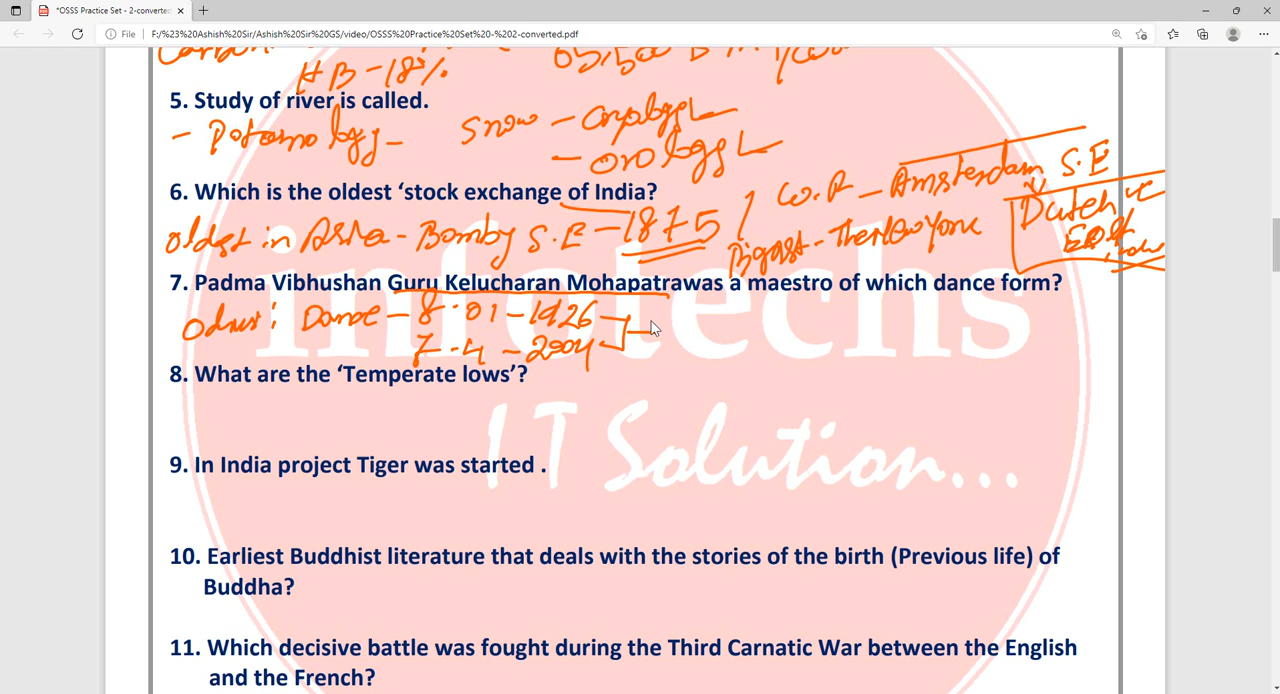 *OSSS Practice Set - 2-converted
File F:/%23%20Ashish%20Sir/Ashish%20Sir%20GS/video/OSSS%20Practice%20Set%20-%202-converted.pdf
HB - 18%
5. Study of river is called.
- Potamology - Snow -
- orology
6. Which is the oldest ‘stock exchange of India?
W.R - Amsterdam S.E
Dutch
East
Oldest in Asia - Bomby S.E - 1875 / Biggest - The New York
7. Padma Vibhushan Guru Kelucharan Mohapatrawas a maestro of which dance form?
Dance - 8.01 - 1926
7.4 - 2004
8. What are the ‘Temperate lows’?
9. In India project Tiger was started .
10. Earliest Buddhist literature that deals with the stories of the birth (Previous life) of
Buddha?
11. Which decisive battle was fought during the Third Carnatic War between the English
and the French?
infotechs
IT Solution...